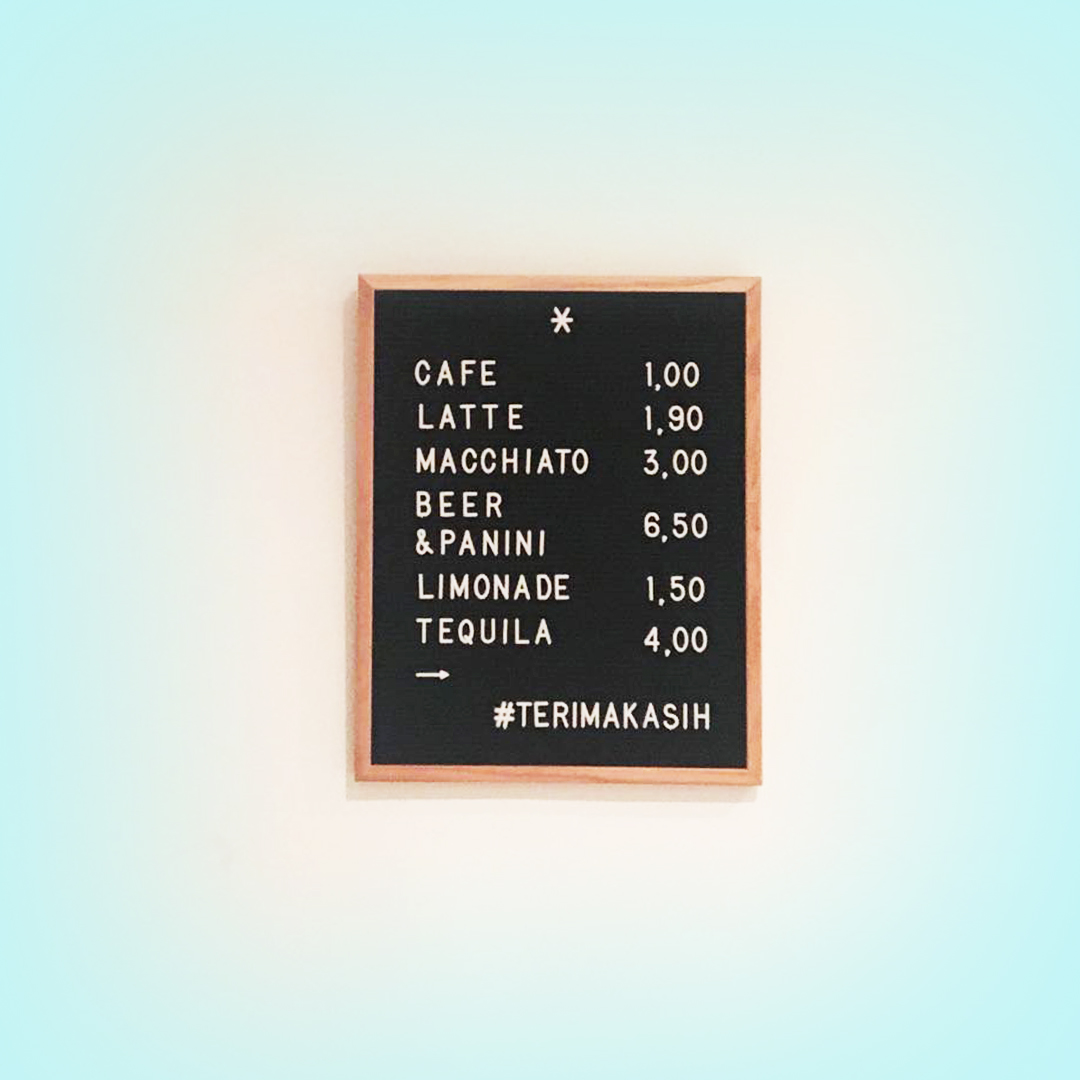 *
CAFE 1,00
LATTE 1,90
MACCHIATO 3,00
BEER
&PANINI 6,50
LIMONADE 1,50
TEQUILA 4,00
→
#TERIMAKASIH